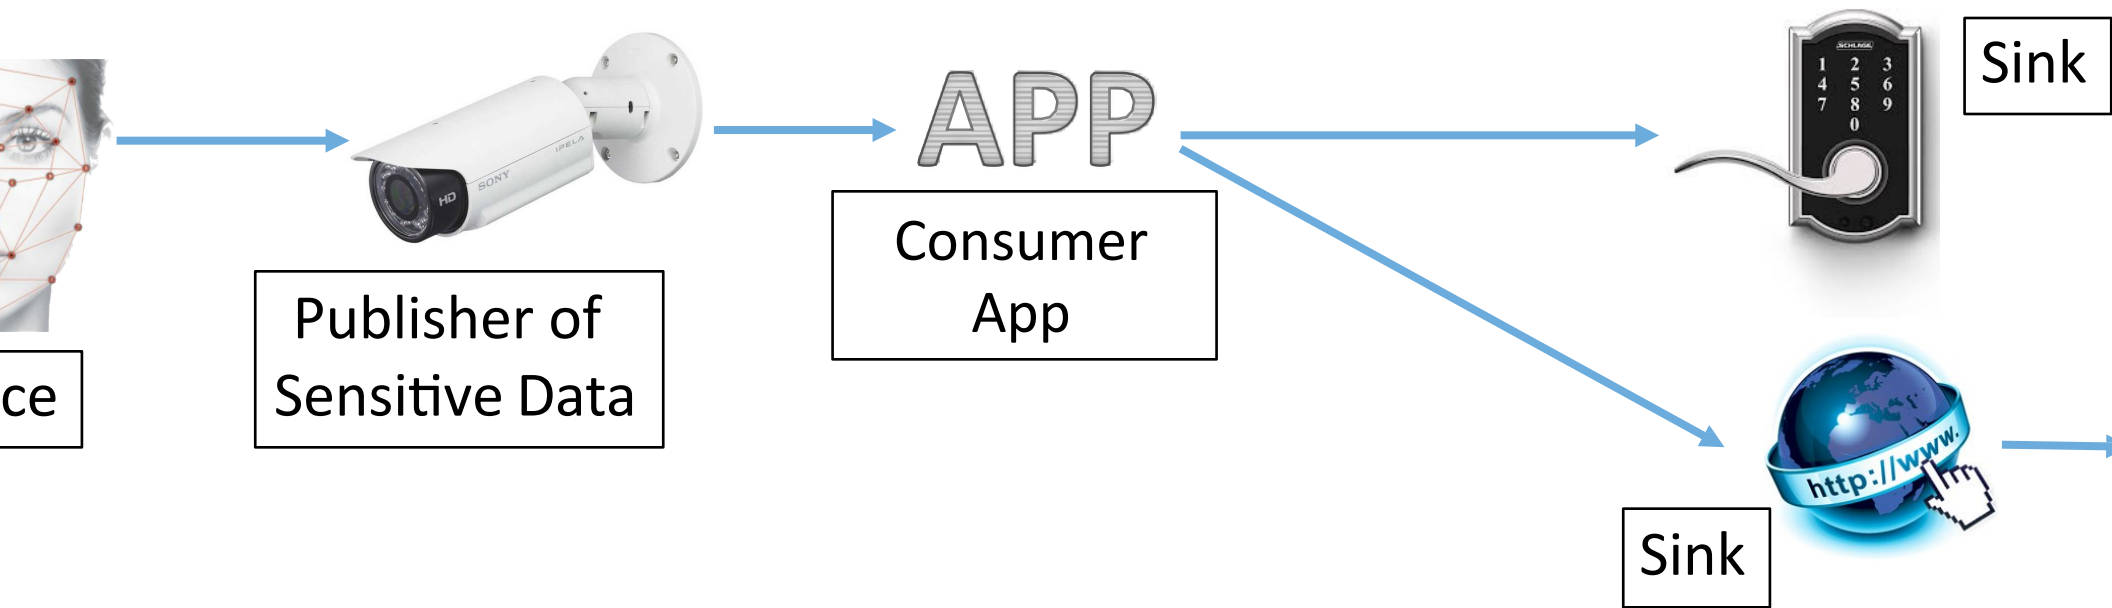 ce
SONY
IPELA
HD
Publisher of
Sensitive Data
APP
Consumer
App
SCHLAGE
1 2 3
4 5 6
7 8 9
0
Sink
http://www.
Sink